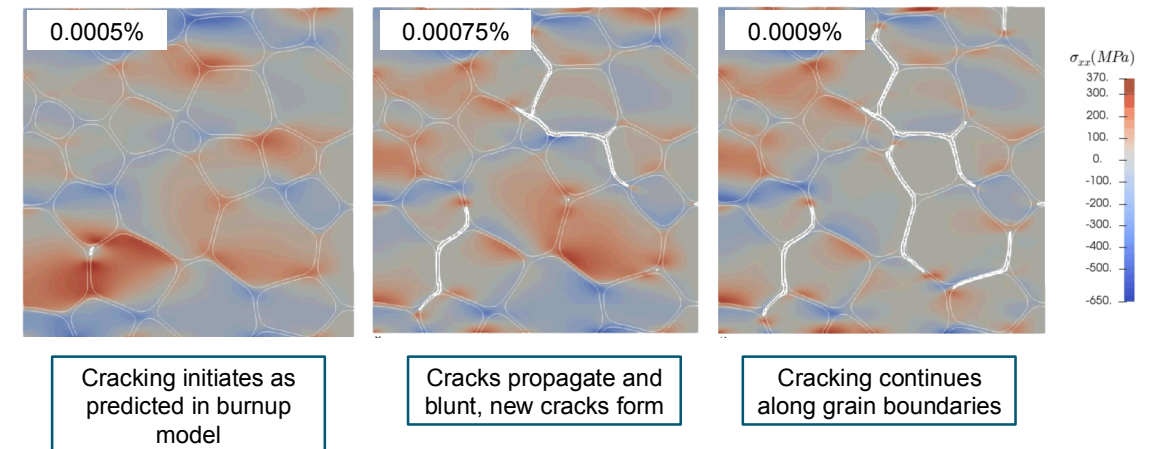 0.0005%
0.00075%
0.0009%
σxx(MPa)
370.
300.
200.
100.
0.
-100.
-200.
-300.
-400.
-500.
-650.
Cracking initiates as
predicted in burnup
model
Cracks propagate and
blunt, new cracks form
Cracking continues
along grain boundaries